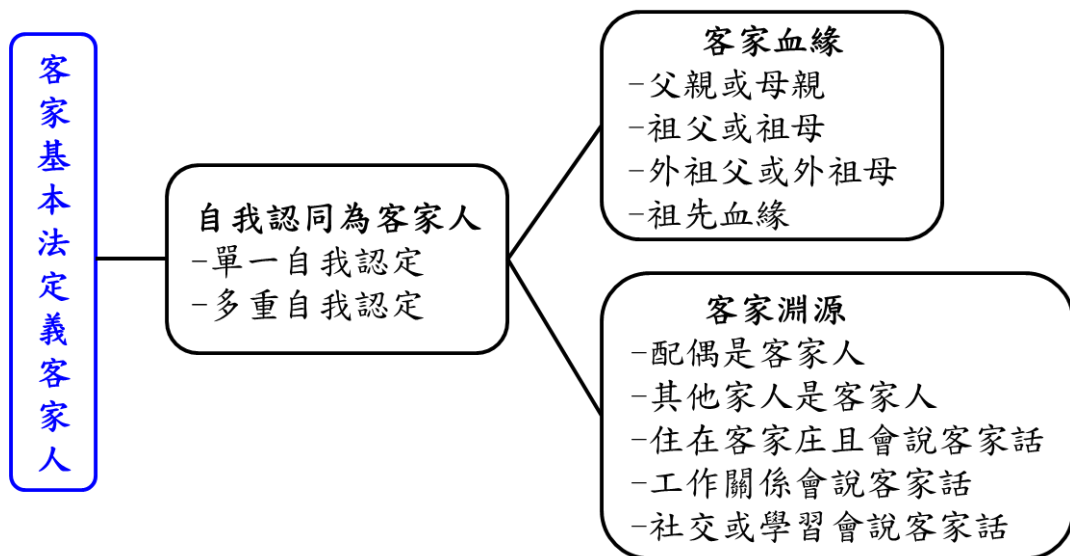 客家基本法定義客家人
自我認同為客家人
-單一自我認定
-多重自我認定
客家血緣
-父親或母親
-祖父或祖母
-外祖父或外祖母
-祖先血緣
客家淵源
-配偶是客家人
-其他家人是客家人
-住在客家庄且會說客家話
-工作關係會說客家話
-社交或學習會說客家話